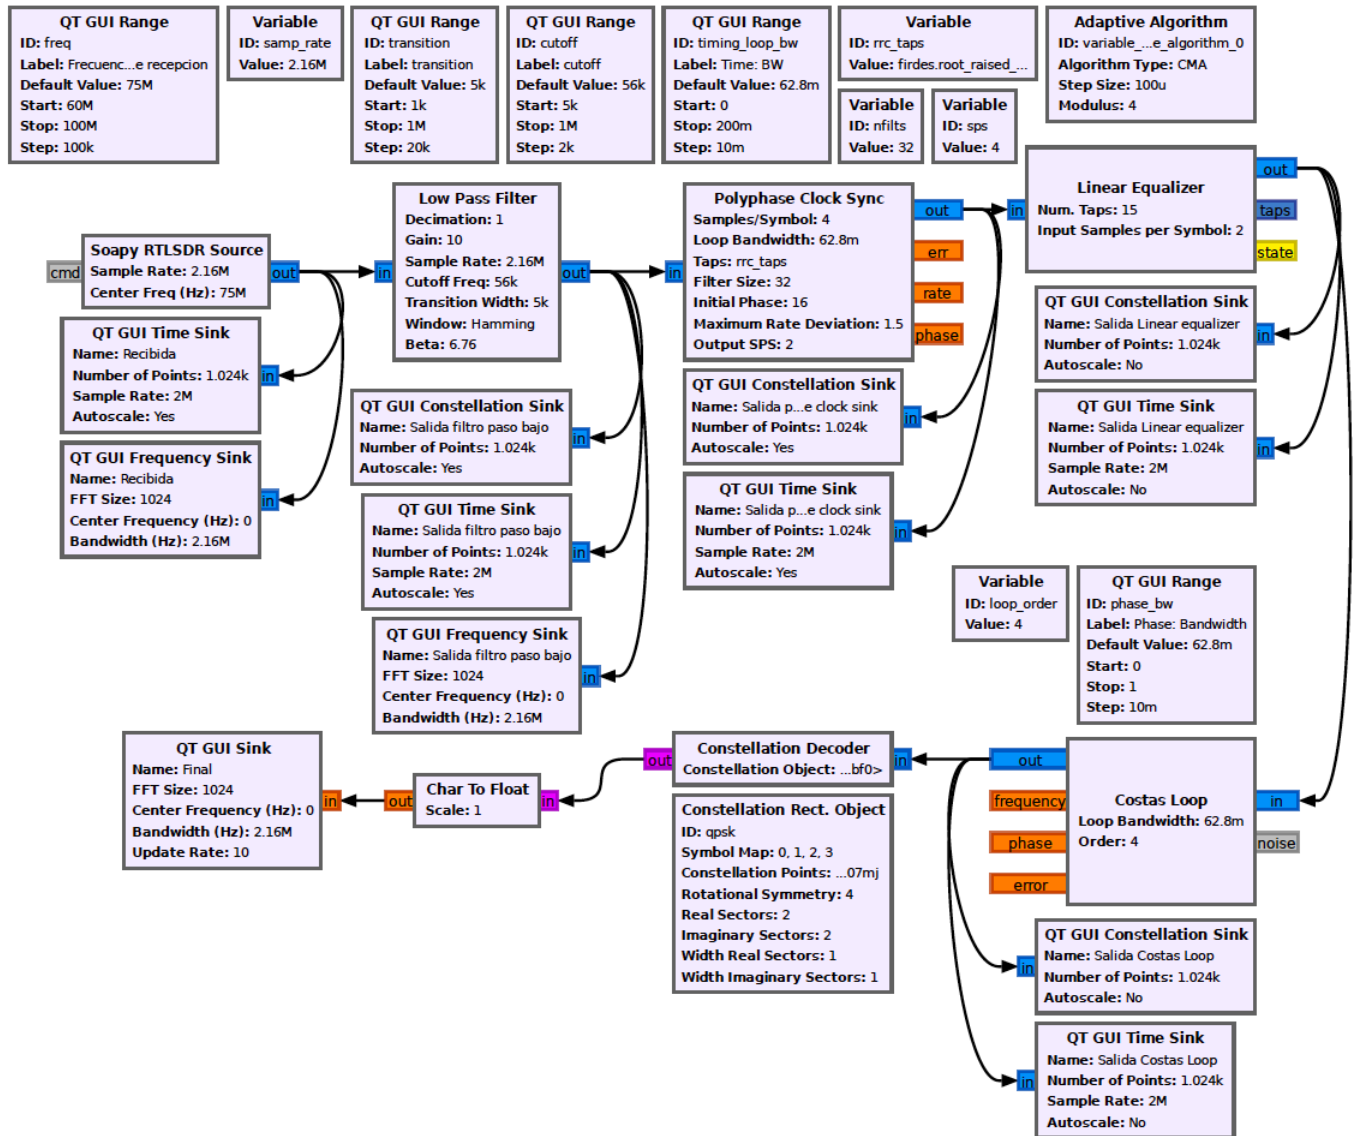 QT GUI Range
ID: freq
Label: Frecuenc...e recepcion
Default Value: 75M
Start: 60M
Stop: 100M
Step: 100k
Variable
ID: samp_rate
Value: 2.16M
QT GUI Range
ID: transition
Label: transition
Default Value: 5k
Start: 1k
Stop: 1M
Step: 20k
QT GUI Range
ID: cutoff
Label: cutoff
Default Value: 56k
Start: 5k
Stop: 1M
Step: 2k
QT GUI Range
ID: timing_loop_bw
Label: Time: BW
Default Value: 62.8m
Start: 0
Stop: 200m
Step: 10m
Variable
ID: rrc_taps
Value: firdes.root_raised_...
Variable
ID: nfilts
Value: 32
Variable
ID: sps
Value: 4
Adaptive Algorithm
ID: variable_...e_algorithm_0
Algorithm Type: CMA
Step Size: 100u
Modulus: 4
Soapy RTLSDR Source
Sample Rate: 2.16M
Center Freq (Hz): 75M
cmd
out
QT GUI Time Sink
Name: Recibida
Number of Points: 1.024k
Sample Rate: 2M
Autoscale: Yes
in
QT GUI Frequency Sink
Name: Recibida
FFT Size: 1024
Center Frequency (Hz): 0
Bandwidth (Hz): 2.16M
in
Low Pass Filter
Decimation: 1
Gain: 10
Sample Rate: 2.16M
Cutoff Freq: 56k
Transition Width: 5k
Window: Hamming
Beta: 6.76
in
out
QT GUI Constellation Sink
Name: Salida filtro paso bajo
Number of Points: 1.024k
Autoscale: Yes
in
QT GUI Time Sink
Name: Salida filtro paso bajo
Number of Points: 1.024k
Sample Rate: 2M
Autoscale: Yes
in
QT GUI Frequency Sink
Name: Salida filtro paso bajo
FFT Size: 1024
Center Frequency (Hz): 0
Bandwidth (Hz): 2.16M
in
Polyphase Clock Sync
Samples/Symbol: 4
Loop Bandwidth: 62.8m
Taps: rrc_taps
Filter Size: 32
Initial Phase: 16
Maximum Rate Deviation: 1.5
Output SPS: 2
in
out
err
rate
phase
QT GUI Constellation Sink
Name: Salida p...e clock sink
Number of Points: 1.024k
Autoscale: Yes
in
QT GUI Time Sink
Name: Salida p...e clock sink
Number of Points: 1.024k
Sample Rate: 2M
Autoscale: Yes
in
Linear Equalizer
Num. Taps: 15
Input Samples per Symbol: 2
in
out
taps
state
QT GUI Constellation Sink
Name: Salida Linear equalizer
Number of Points: 1.024k
Autoscale: No
in
QT GUI Time Sink
Name: Salida Linear equalizer
Number of Points: 1.024k
Sample Rate: 2M
Autoscale: No
in
Variable
ID: loop_order
Value: 4
QT GUI Range
ID: phase_bw
Label: Phase: Bandwidth
Default Value: 62.8m
Start: 0
Stop: 1
Step: 10m
Costas Loop
Loop Bandwidth: 62.8m
Order: 4
out
frequency
phase
error
in
noise
QT GUI Constellation Sink
Name: Salida Costas Loop
Number of Points: 1.024k
Autoscale: No
in
QT GUI Time Sink
Name: Salida Costas Loop
Number of Points: 1.024k
Sample Rate: 2M
Autoscale: No
in
Constellation Decoder
Constellation Object: ...bf0>
out
in
Constellation Rect. Object
ID: qpsk
Symbol Map: 0, 1, 2, 3
Constellation Points: ...07mj
Rotational Symmetry: 4
Real Sectors: 2
Imaginary Sectors: 2
Width Real Sectors: 1
Width Imaginary Sectors: 1
Char To Float
Scale: 1
out
in
QT GUI Sink
Name: Final
FFT Size: 1024
Center Frequency (Hz): 0
Bandwidth (Hz): 2.16M
Update Rate: 10
in